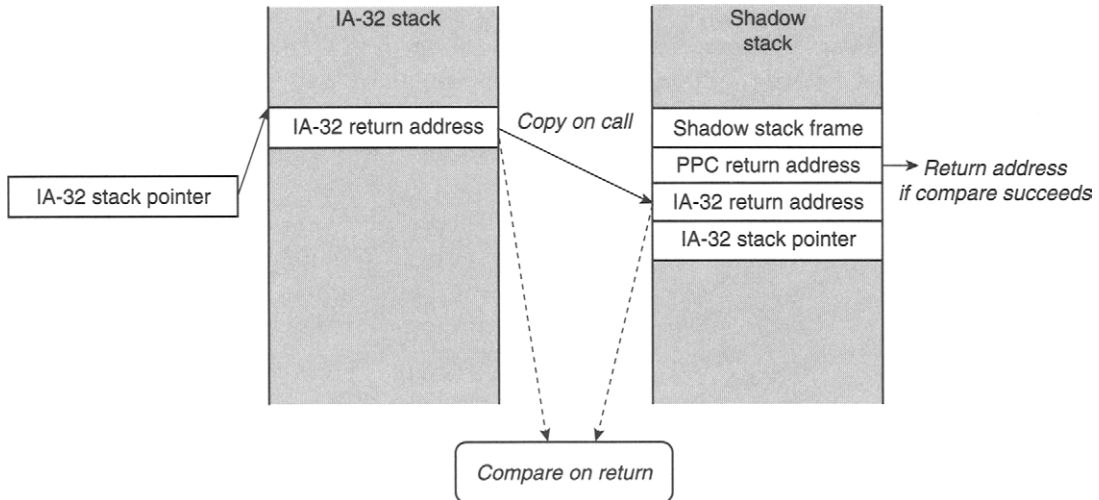 IA-32 stack
Shadow
stack
IA-32 return address
Copy on call
Shadow stack frame
PPC return address
Return address
if compare succeeds
IA-32 stack pointer
IA-32 return address
IA-32 stack pointer
Compare on return